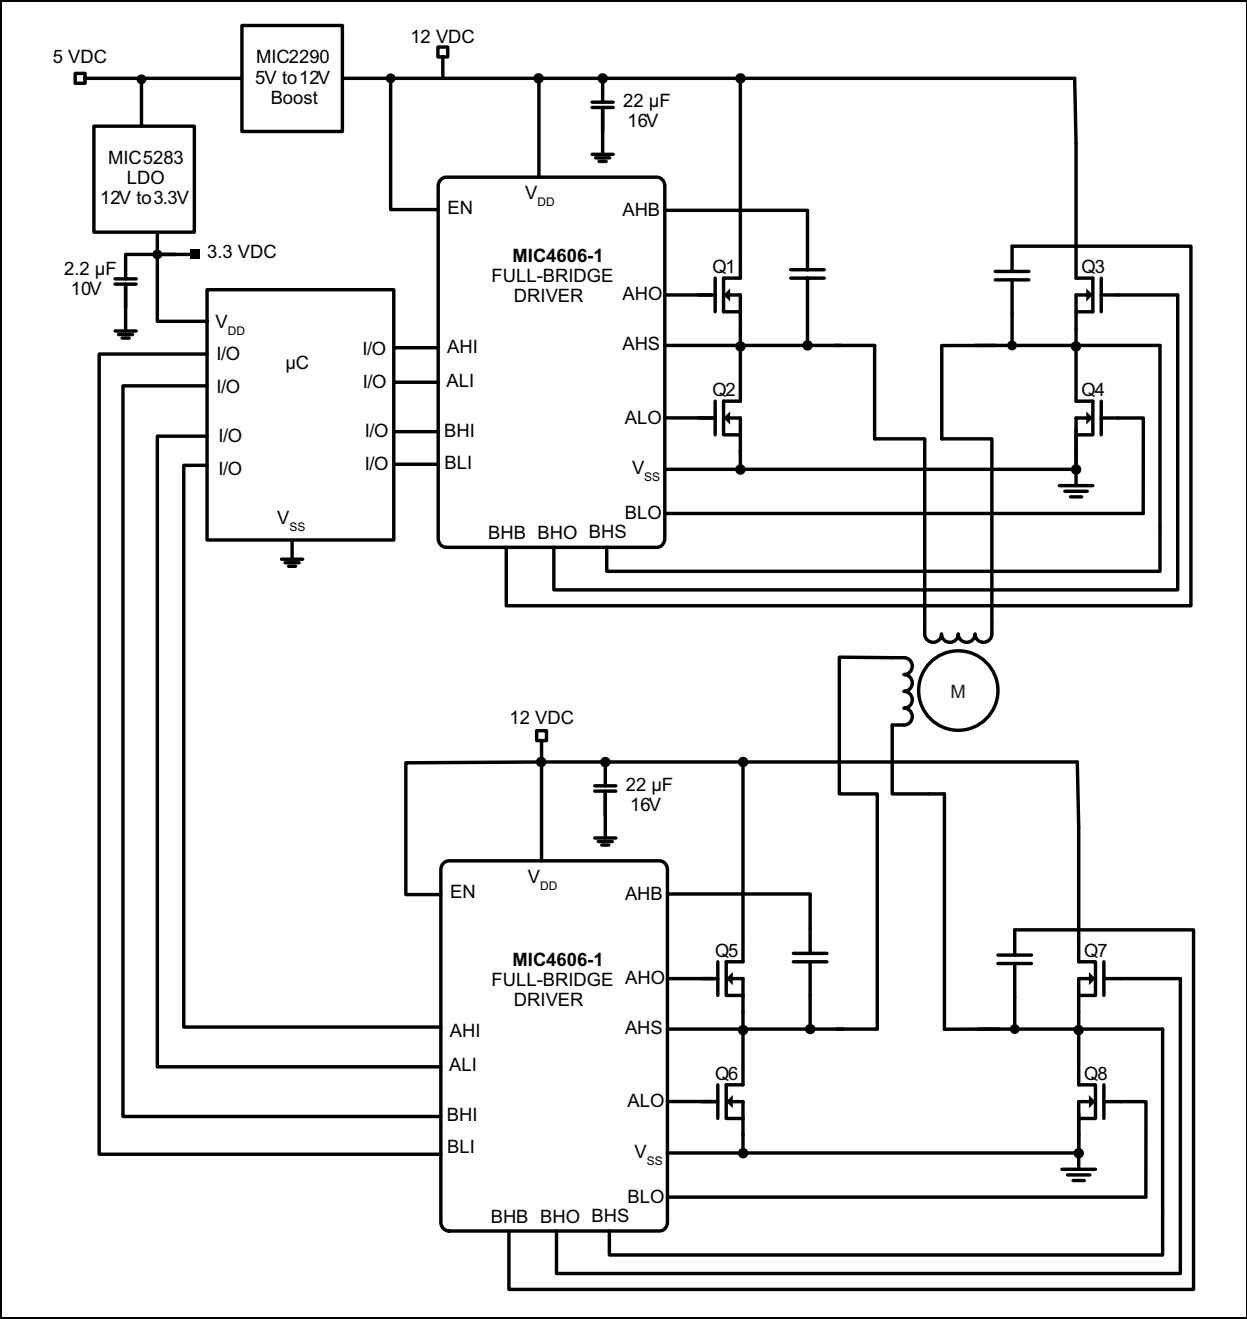 5 VDC
MIC2290
5V to 12V
Boost
12 VDC
22 µF
16V
MIC5283
LDO
12V to 3.3V
3.3 VDC
2.2 µF
10V
VDD
I/O
I/O
I/O
I/O
µC
I/O
I/O
I/O
I/O
VSS
VDD
EN
MIC4606-1
FULL-BRIDGE
DRIVER
AHI
ALI
BHI
BLI
AHB
AHO
AHS
ALO
VSS
BLO
BHB BHO BHS
Q1
Q2
Q3
Q4
M
12 VDC
22 µF
16V
VDD
EN
MIC4606-1
FULL-BRIDGE
DRIVER
AHI
ALI
BHI
BLI
AHB
AHO
AHS
ALO
VSS
BLO
BHB BHO BHS
Q5
Q6
Q7
Q8